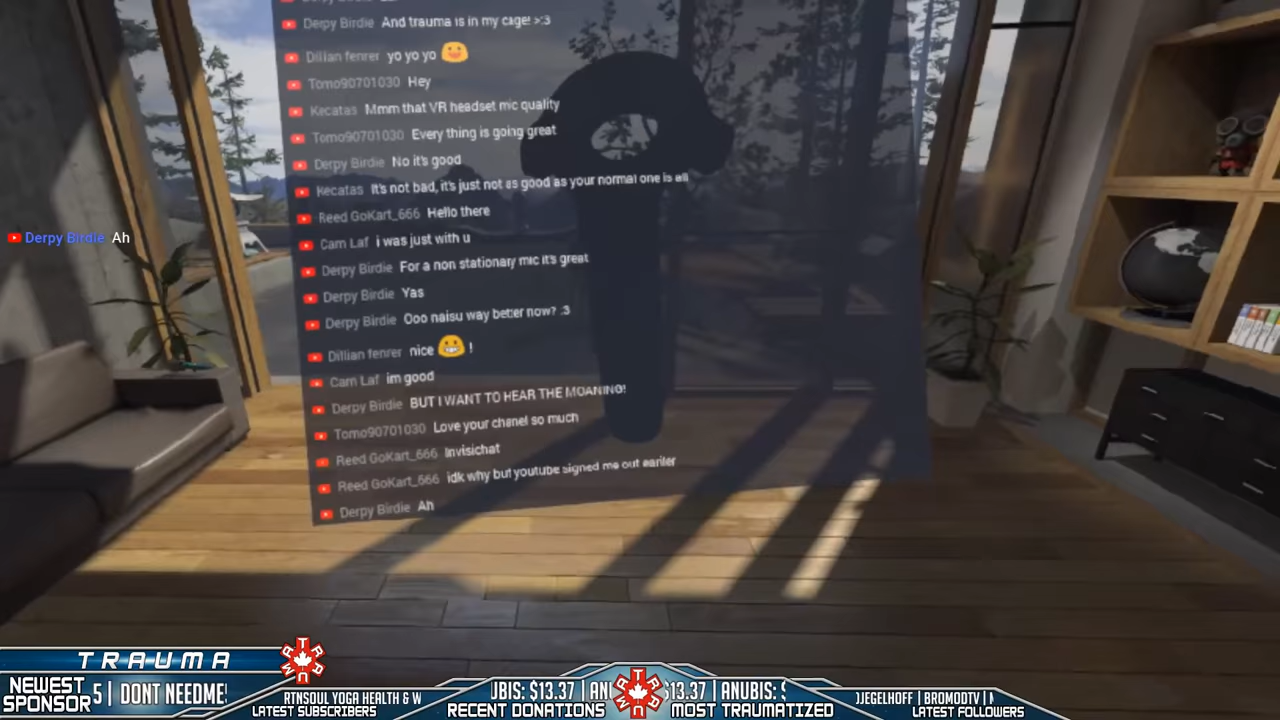 Derpy Birdie And trauma is in my cage! >:3
Dillian fenrer yo yo yo
Tomo90701030 Hey
Kecatas Mmm that VR headset mic quality
Tomo90701030 Every thing is going great
Derpy Birdie No it's good
Kecatas It's not bad, it's just not as good as your normal one is all
Reed GoKart_666 Hello there
Derpy Birdie Ah
Cam Laf i was just with u
Derpy Birdie For a non stationary mic it's great
Derpy Birdie Yas
Derpy Birdie Ooo naisu way better now? :3
Dillian fenrer nice !
Cam Laf im good
Derpy Birdie BUT I WANT TO HEAR THE MOANING!
Tomo90701030 Love your chanel so much
Reed GoKart_666 Invisichat
Reed GoKart_666 idk why but youtube signed me out eariler
Derpy Birdie Ah
TRAUMA
NEWEST SPONSOR
5 | DONT NEEDME!
RTNSOUL YOGA HEALTH & W
LATEST SUBSCRIBERS
UBIS: $13.37 | AN
RECENT DONATIONS
$13.37 | ANUBIS: $
MOST TRAUMATIZED
JEGELHOFF | BROMODTV |
LATEST FOLLOWERS